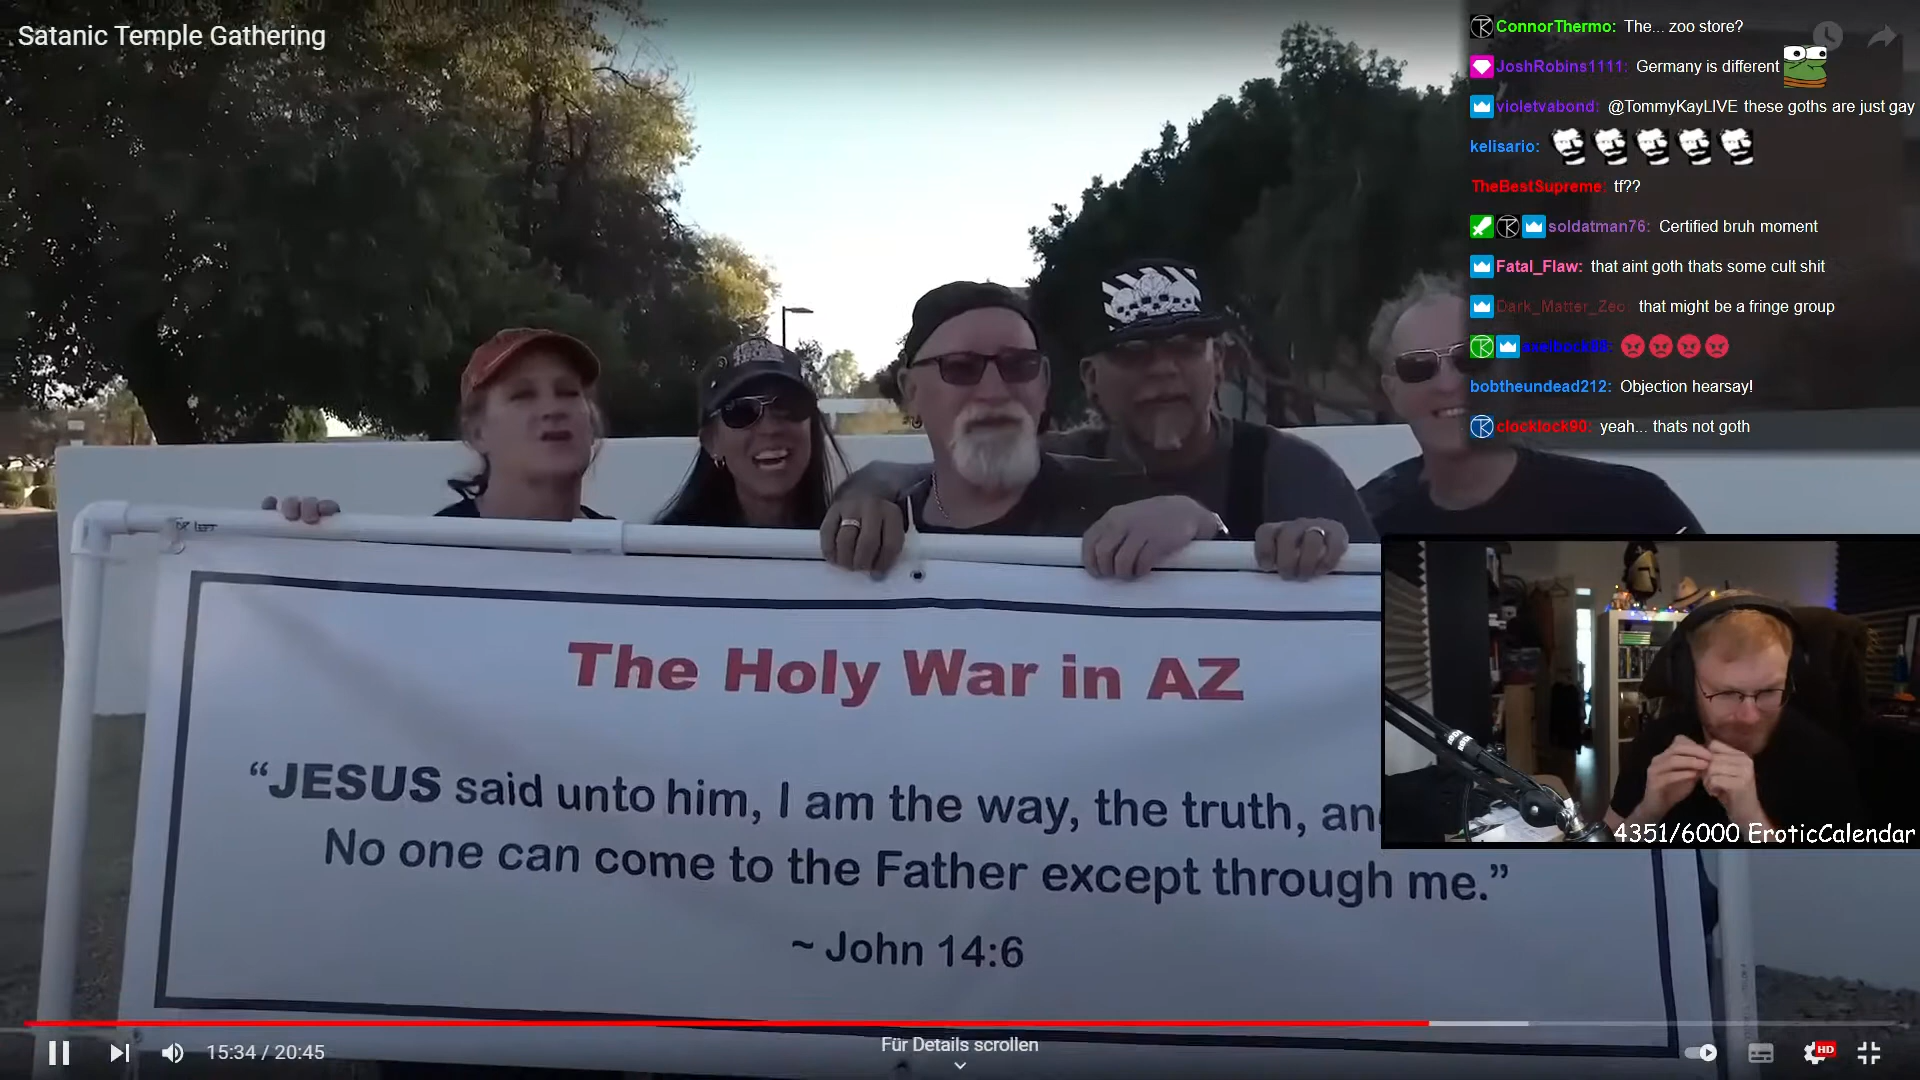 Satanic Temple Gathering
ConnorThermo: The... zoo store?
JoshRobins1111: Germany is different
violetvabond: @TommyKayLIVE these goths are just gay
kelisario:
TheBestSupreme: tf??
soldatman76: Certified bruh moment
Fatal_Flaw: that aint goth thats some cult shit
Dark_Matter_Zeo: that might be a fringe group
bobtheundead212: Objection hearsay!
clocktock90: yeah... thats not goth
The Holy War in AZ
“JESUS said unto him, I am the way, the truth, an
No one can come to the Father except through me.”
~ John 14:6
4351/6000 EroticCalendar
Für Details scrollen
15:34 / 20:45
HD